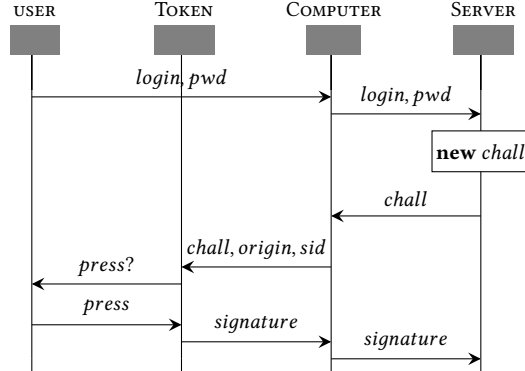 USER TOKEN COMPUTER SERVER
login, pwd
login, pwd
new chall
chall
chall, origin, sid
press?
press
signature
signature